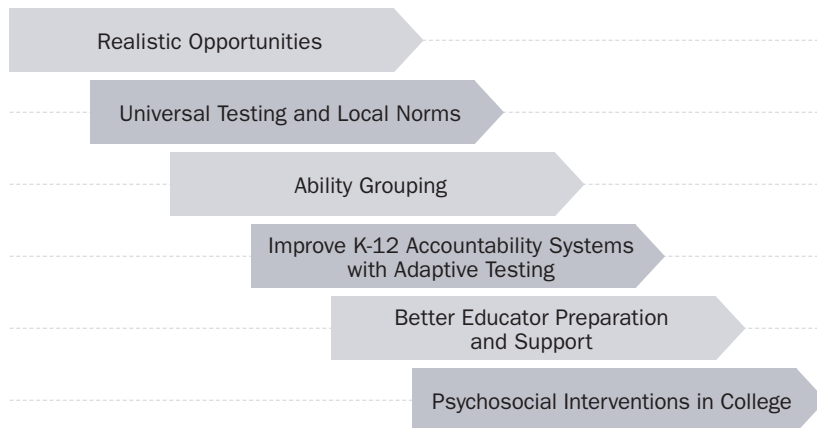 Realistic Opportunities
Universal Testing and Local Norms
Ability Grouping
Improve K-12 Accountability Systems
with Adaptive Testing
Better Educator Preparation
and Support
Psychosocial Interventions in College